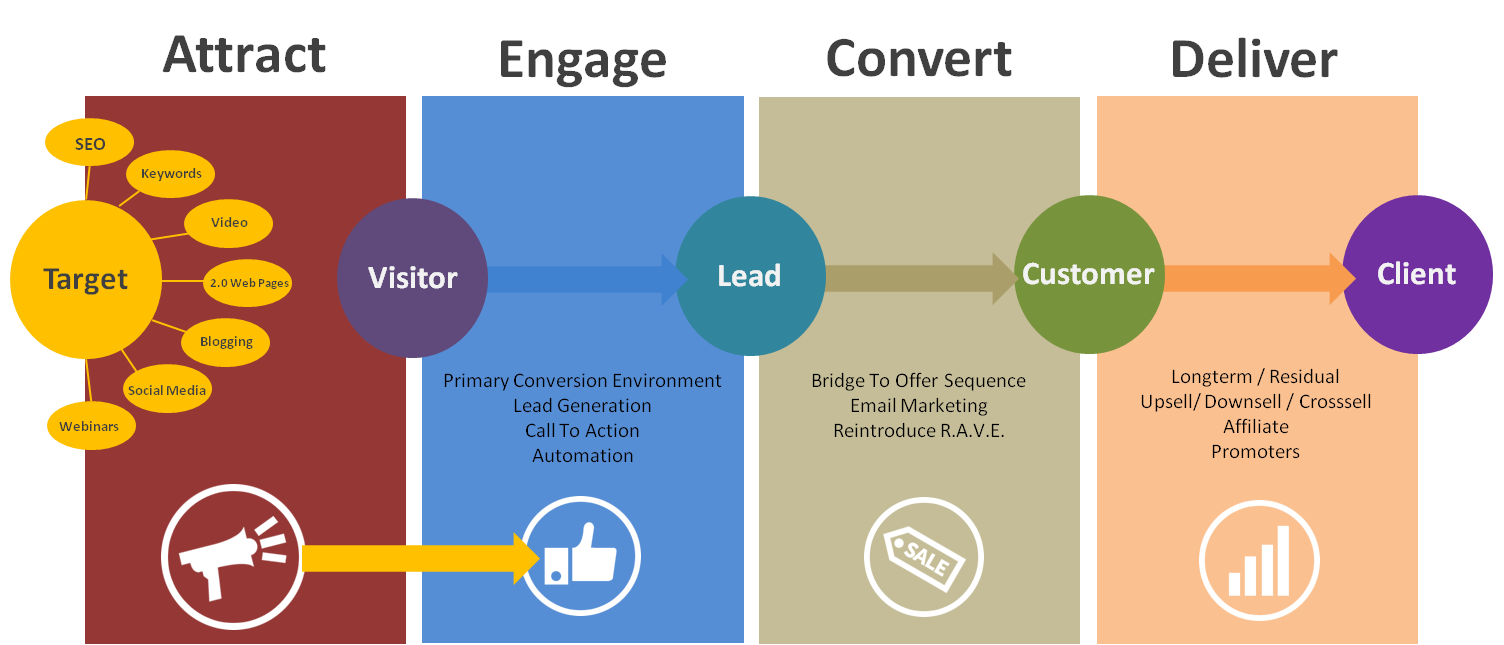 Attract
Engage
Convert
Deliver
SEO
Keywords
Video
2.0 Web Pages
Blogging
Social Media
Webinars
Target
Visitor
Lead
Customer
Client
Primary Conversion Environment
Lead Generation
Call To Action
Automation
Bridge To Offer Sequence
Email Marketing
Reintroduce R.A.V.E.
Longterm / Residual
Upsell/ Downsell / Crosssell
Affiliate
Promoters
SALE